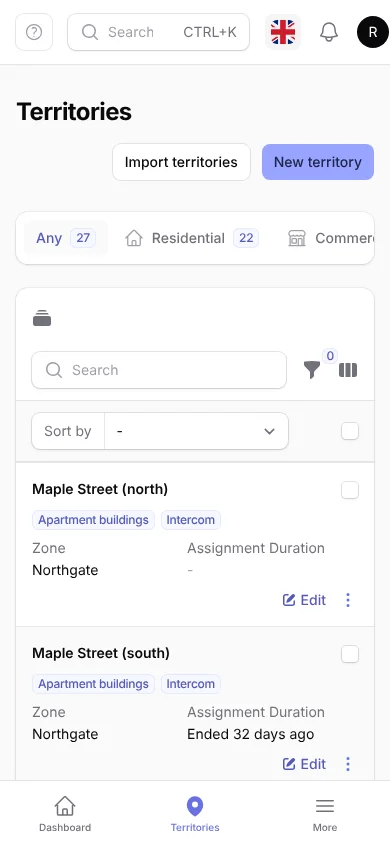 Search CTRL+K R
Territories
Import territories New territory
Any 27 Residential 22 Commer
0
Search
Sort by -
Maple Street (north)
Apartment buildings Intercom
Zone Assignment Duration
Northgate -
Edit
Maple Street (south)
Apartment buildings Intercom
Zone Assignment Duration
Northgate Ended 32 days ago
Edit
Dashboard Territories More